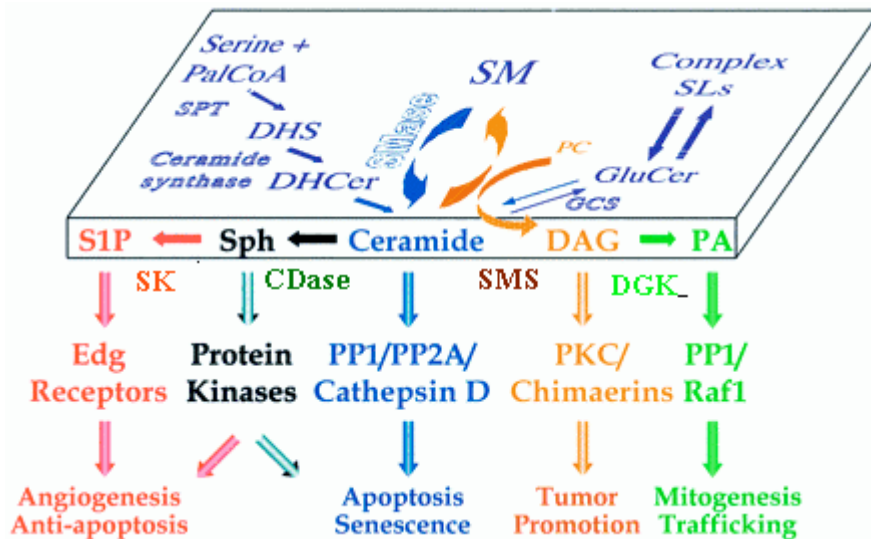 Serine +
PalCoA
SPT
DHS
Ceramide
synthase
DHCer
SMase
SM
PC
Complex
SLs
GluCer
GCS
S1P
Sph
Ceramide
DAG
PA
SK
CDase
SMS
DGK_
Edg
Receptors
Protein
Kinases
PP1/PP2A/
Cathepsin D
PKC/
Chimaerins
PP1/
Raf1
Angiogenesis
Anti-apoptosis
Apoptosis
Senescence
Tumor
Promotion
Mitogenesis
Trafficking